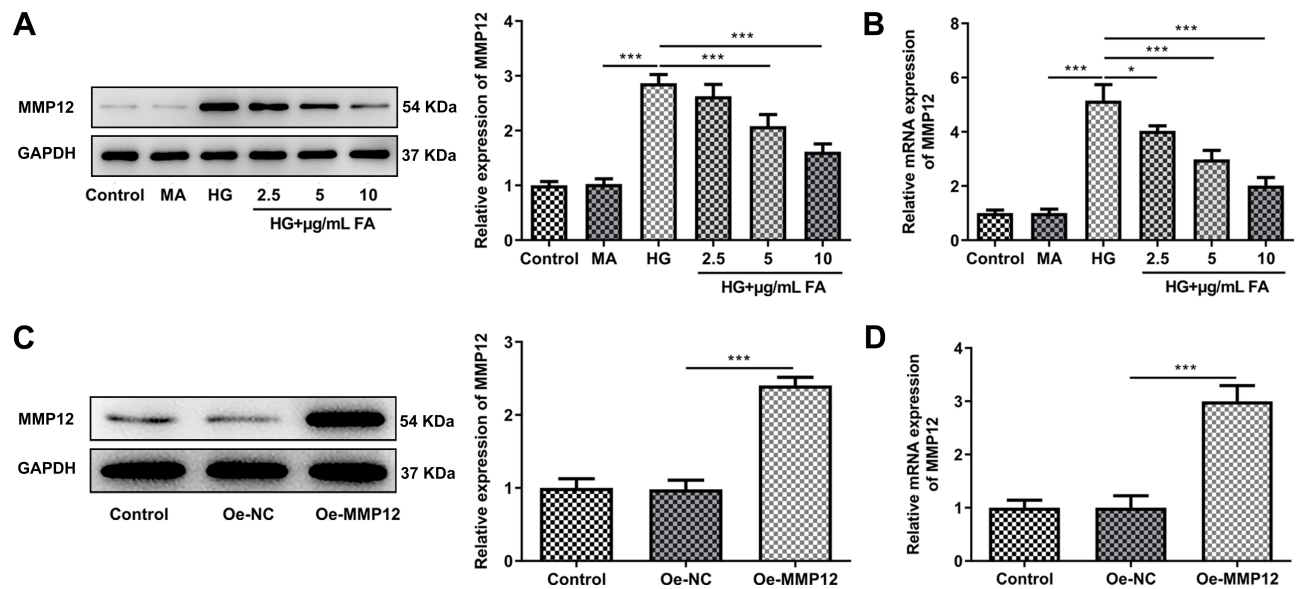 A
MMP12
54 KDa
GAPDH
37 KDa
Control MA HG 2.5 5 10
HG+µg/mL FA
Relative expression of MMP12
4
3
2
1
0
***
***
***
Control MA HG 2.5 5 10
HG+µg/mL FA
B
Relative mRNA expression
of MMP12
8
6
4
2
0
***
***
*** *
Control MA HG 2.5 5 10
HG+µg/mL FA
C
MMP12
54 KDa
GAPDH
37 KDa
Control Oe-NC Oe-MMP12
Relative expression of MMP12
3
2
1
0
***
Control Oe-NC Oe-MMP12
D
Relative mRNA expression
of MMP12
4
3
2
1
0
***
Control Oe-NC Oe-MMP12